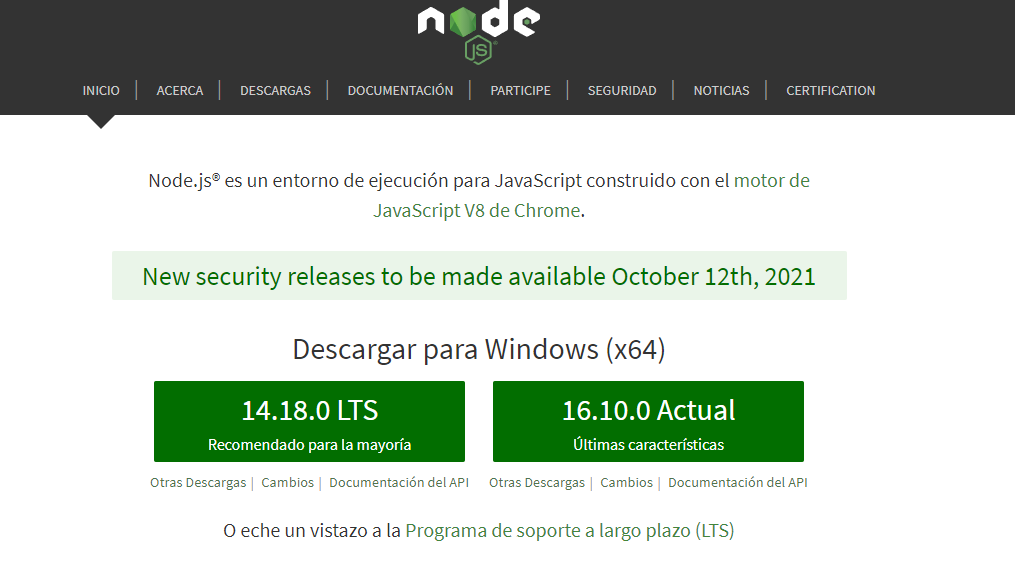 node
JS
INICIO | ACERCA | DESCARGAS | DOCUMENTACIÓN | PARTICIPE | SEGURIDAD | NOTICIAS | CERTIFICATION
Node.js® es un entorno de ejecución para JavaScript construido con el motor de
JavaScript V8 de Chrome.
New security releases to be made available October 12th, 2021
Descargar para Windows (x64)
14.18.0 LTS
Recomendado para la mayoría
16.10.0 Actual
Últimas características
Otras Descargas | Cambios | Documentación del API
Otras Descargas | Cambios | Documentación del API
O eche un vistazo a la Programa de soporte a largo plazo (LTS)